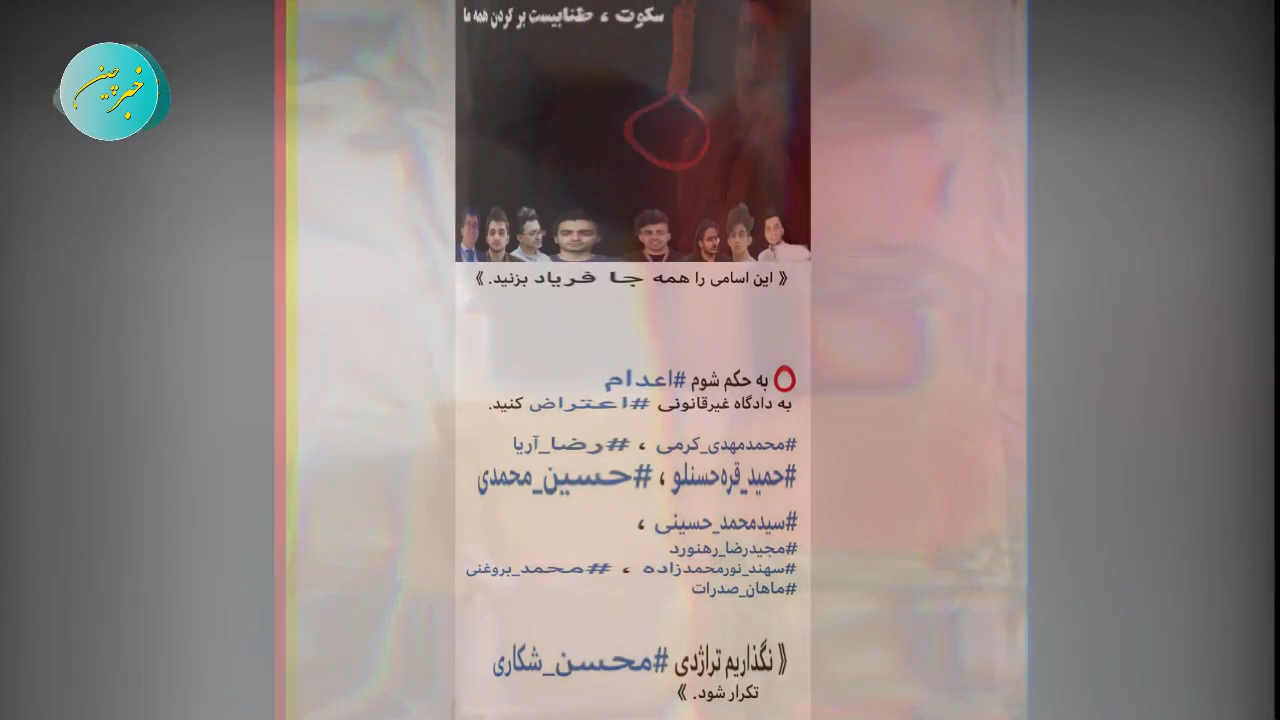 خبرچین
سکوت ، طنابیست بر گردن همه ما
《 این اسامی را همه جا فریاد بزنید. 》
به حکم شوم #اعدام
به دادگاه غیرقانونی #اعتراض کنید.
#محمدمهدی_کرمی ، #رضا_آریا
#حمید_قره‌حسنلو ، #حسین_محمدی
#سیدمحمد_حسینی ،
#مجیدرضا_رهنورد
#سهند_نورمحمدزاده ، #محمد_بروغنی
#ماهان_صدرات
《 نگذاریم تراژدی #محسن_شکاری
تکرار شود. 》